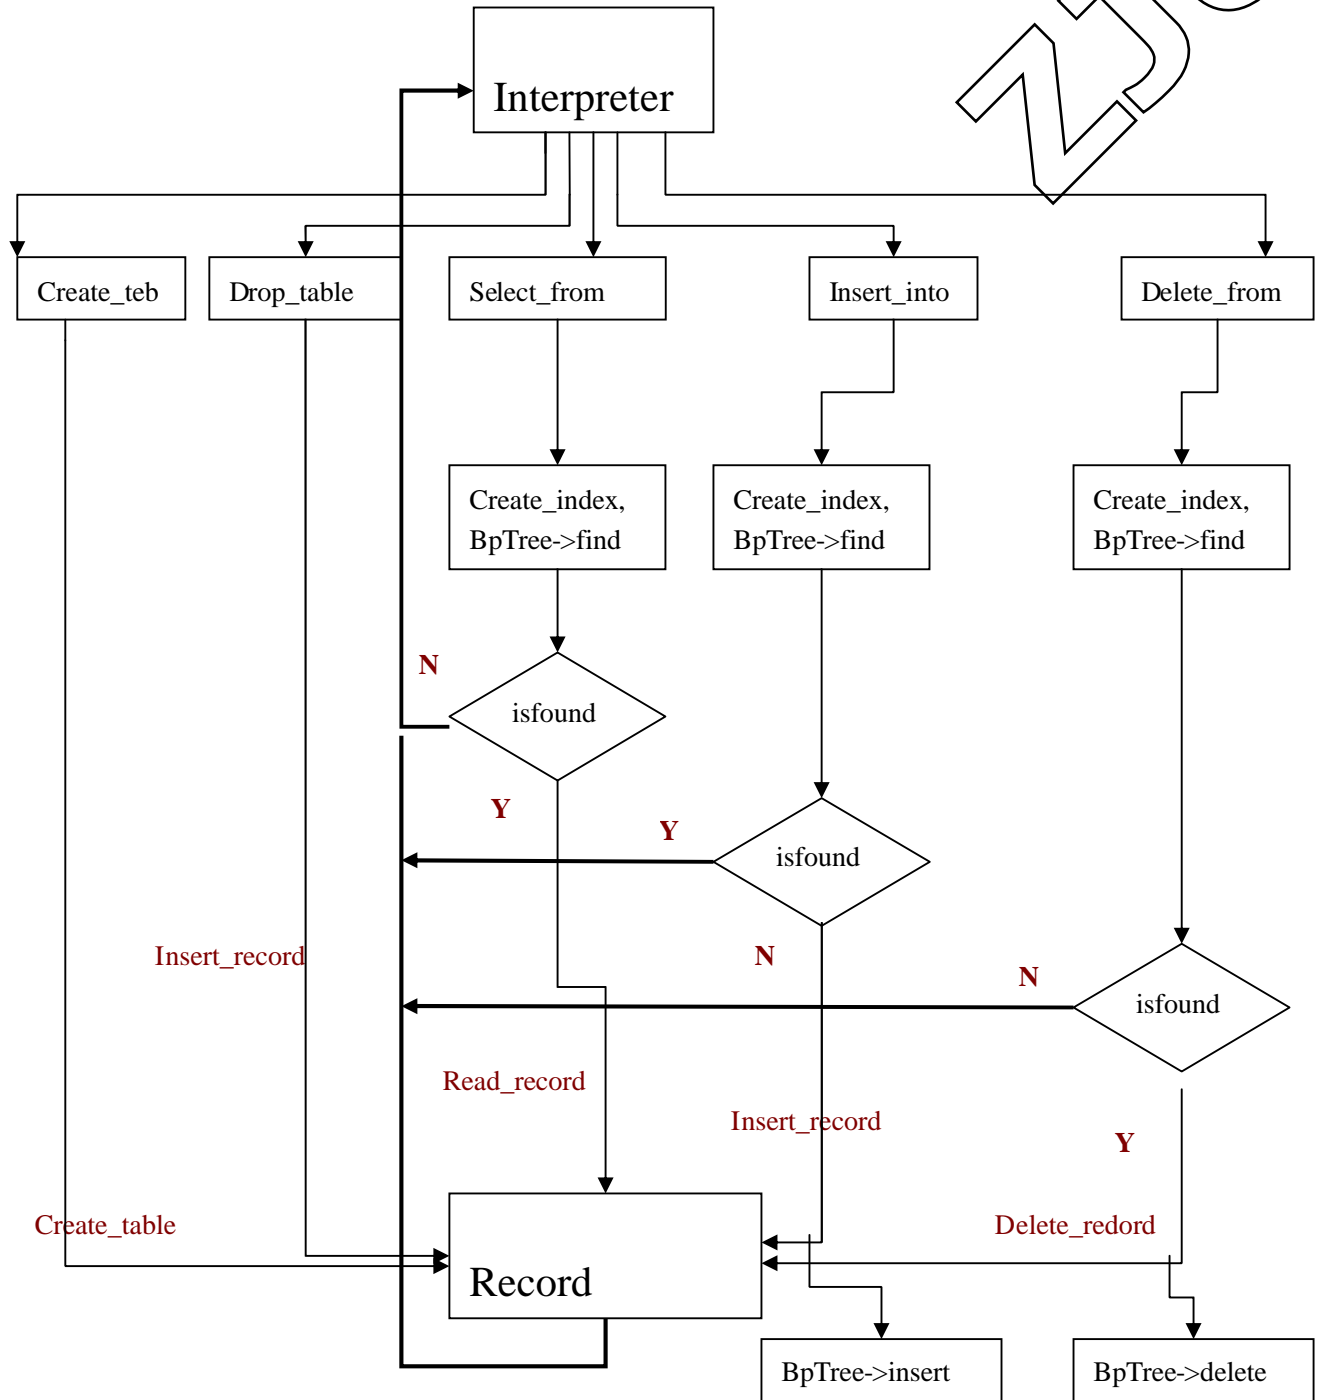 ZJU
Interpreter
Create_teb
Drop_table
Select_from
Insert_into
Delete_from
Create_index,
BpTree->find
Create_index,
BpTree->find
Create_index,
BpTree->find
N
isfound
Y
Y
isfound
Insert_record
N
N
isfound
Read_record
Insert_record
Y
Create_table
Delete_redord
Record
BpTree->insert
BpTree->delete